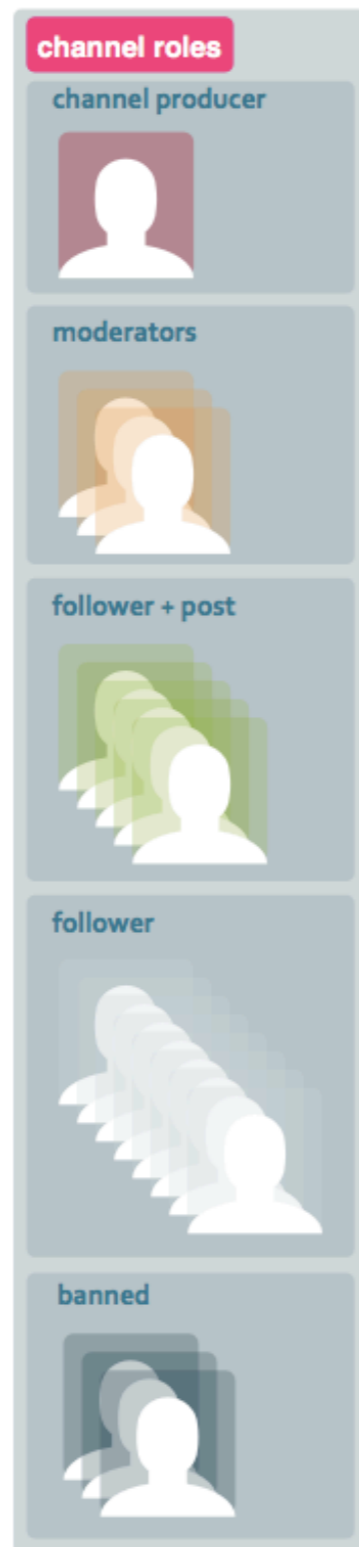 channel roles
channel producer
moderators
follower + post
follower
banned